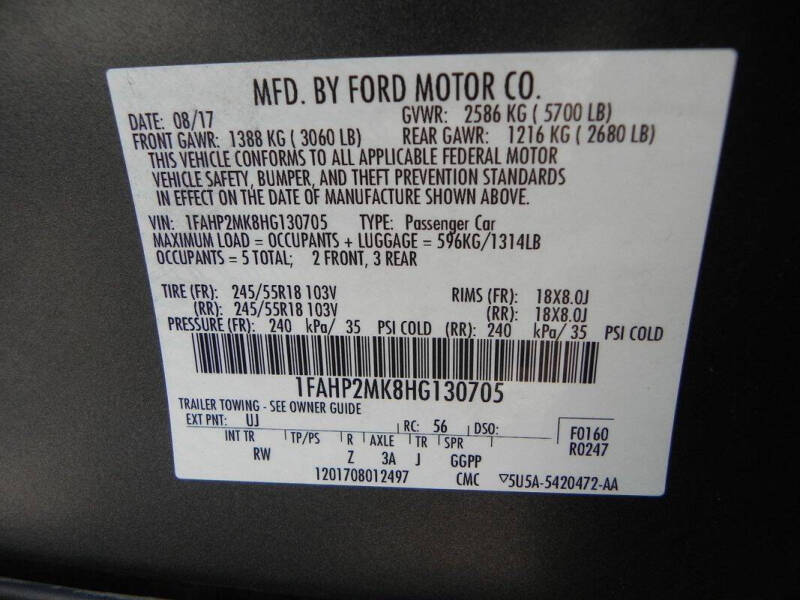 MFD. BY FORD MOTOR CO.
DATE: 08/17 GVWR: 2586 KG ( 5700 LB)
FRONT GAWR: 1388 KG ( 3060 LB) REAR GAWR: 1216 KG ( 2680 LB)
THIS VEHICLE CONFORMS TO ALL APPLICABLE FEDERAL MOTOR
VEHICLE SAFETY, BUMPER, AND THEFT PREVENTION STANDARDS
IN EFFECT ON THE DATE OF MANUFACTURE SHOWN ABOVE.
VIN: 1FAHP2MK8HG130705 TYPE: Passenger Car
MAXIMUM LOAD = OCCUPANTS + LUGGAGE = 596KG/1314LB
OCCUPANTS = 5 TOTAL; 2 FRONT, 3 REAR
TIRE (FR): 245/55R18 103V RIMS (FR): 18X8.0J
(RR): 245/55R18 103V (RR): 18X8.0J
PRESSURE (FR): 240 kPa/ 35 PSI COLD (RR): 240 kPa/ 35 PSI COLD
1FAHP2MK8HG130705
TRAILER TOWING - SEE OWNER GUIDE
EXT PNT: UJ RC: 56 DSO: F0160
INT TR TP/PS R AXLE TR SPR R0247
RW Z 3A J GGPP
1201708012497 CMC ▽5U5A-5420472-AA